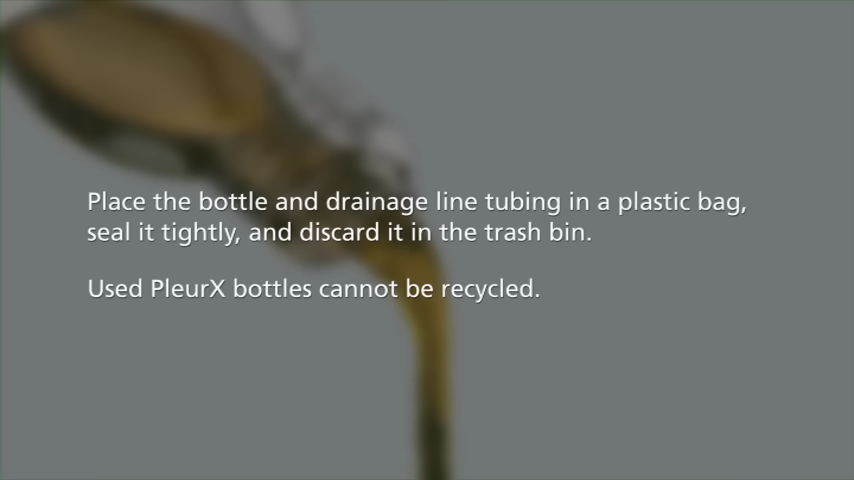 Place the bottle and drainage line tubing in a plastic bag,
seal it tightly, and discard it in the trash bin.
Used PleurX bottles cannot be recycled.